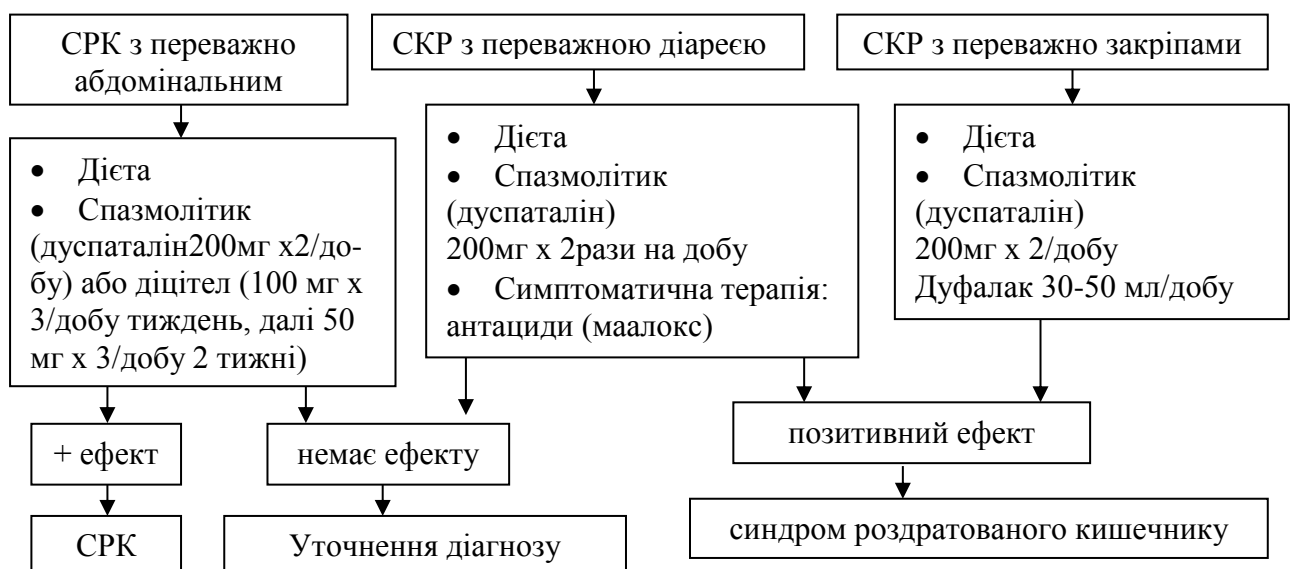 СРК з переважно
абдомінальним
СКР з переважною діареєю
СКР з переважно закріпами
• Дієта
• Спазмолітик
(дуспаталін200мг х2/до-
бу) або діцітел (100 мг х
3/добу тиждень, далі 50
мг х 3/добу 2 тижні)
• Дієта
• Спазмолітик
(дуспаталін)
200мг х 2рази на добу
• Симптоматична терапія:
антациди (маалокс)
• Дієта
• Спазмолітик
(дуспаталін)
200мг х 2/добу
Дуфалак 30-50 мл/добу
+ ефект
немає ефекту
позитивний ефект
СРК
Уточнення діагнозу
синдром роздратованого кишечнику